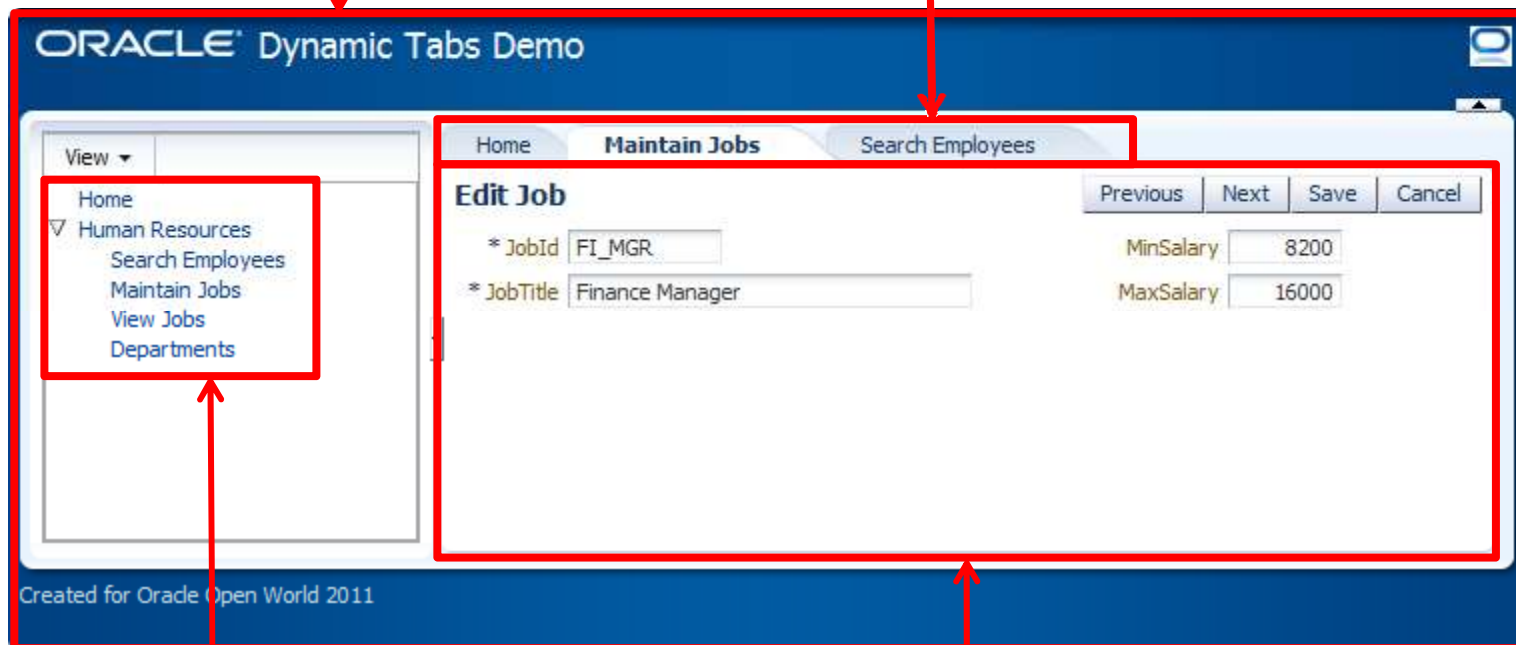 ORACLE Dynamic Tabs Demo
View
Home
Human Resources
Search Employees
Maintain Jobs
View Jobs
Departments
Home Maintain Jobs Search Employees
Edit Job
Previous Next Save Cancel
* JobId FI_MGR
* JobTitle Finance Manager
MinSalary 8200
MaxSalary 16000
Created for Oracle Open World 2011